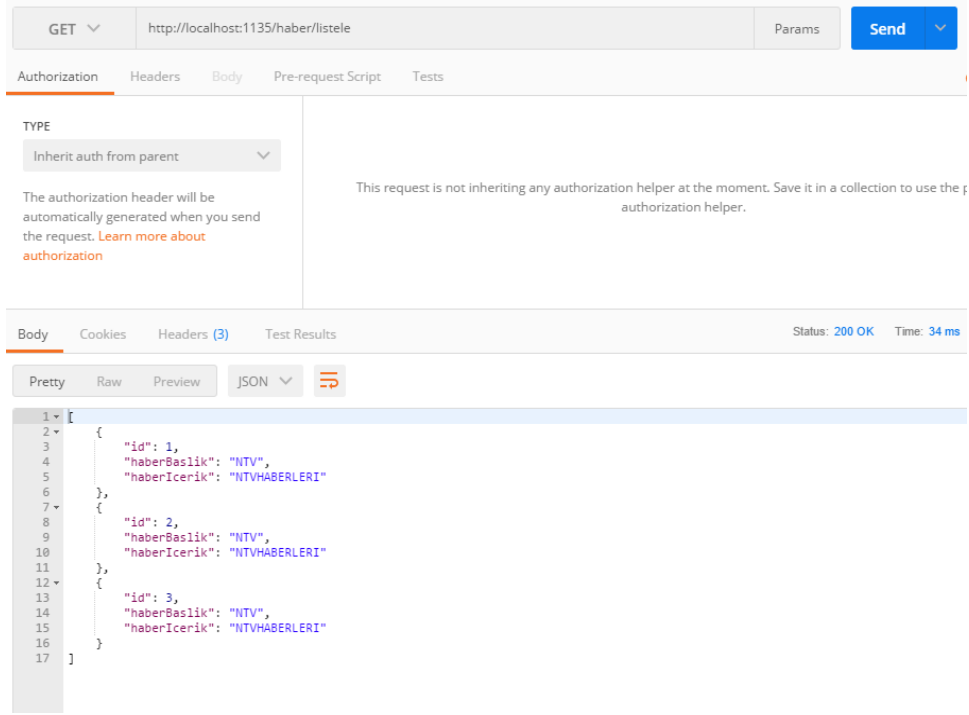 GET http://localhost:1135/haber/listele Params Send
Authorization Headers Body Pre-request Script Tests
TYPE
Inherit auth from parent
The authorization header will be
automatically generated when you send
the request. Learn more about
authorization
This request is not inheriting any authorization helper at the moment. Save it in a collection to use the p
authorization helper.
Body Cookies Headers (3) Test Results Status: 200 OK Time: 34 ms
Pretty Raw Preview JSON
1 [
2 {
3 "id": 1,
4 "haberBaslik": "NTV",
5 "haberIcerik": "NTVHABERLERI"
6 },
7 {
8 "id": 2,
9 "haberBaslik": "NTV",
10 "haberIcerik": "NTVHABERLERI"
11 },
12 {
13 "id": 3,
14 "haberBaslik": "NTV",
15 "haberIcerik": "NTVHABERLERI"
16 }
17 ]